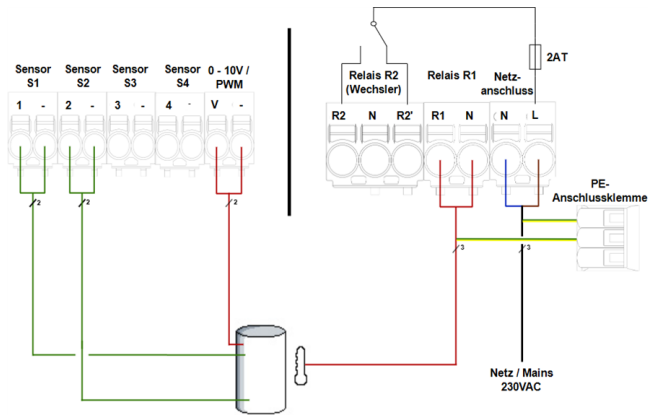 Sensor S1
Sensor S2
Sensor S3
Sensor S4
0 - 10V / PWM
1 -
2 -
3 -
4 -
V -
Relais R2 (Wechsler)
Relais R1
Netz-anschluss
2AT
R2 N R2'
R1 N
N L
PE-Anschlussklemme
2
2
2
3
3
Netz / Mains
230VAC